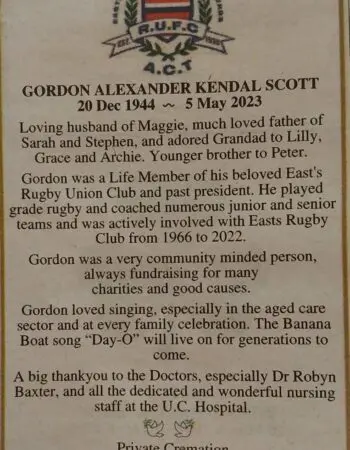 R.U.F.C
EST
1938
A.C.T
GORDON ALEXANDER KENDAL SCOTT
20 Dec 1944 ~ 5 May 2023
Loving husband of Maggie, much loved father of
Sarah and Stephen, and adored Grandad to Lilly,
Grace and Archie. Younger brother to Peter.
Gordon was a Life Member of his beloved East's
Rugby Union Club and past president. He played
grade rugby and coached numerous junior and senior
teams and was actively involved with Easts Rugby
Club from 1966 to 2022.
Gordon was a very community minded person,
always fundraising for many
charities and good causes.
Gordon loved singing, especially in the aged care
sector and at every family celebration. The Banana
Boat song “Day-O” will live on for generations to
come.
A big thankyou to the Doctors, especially Dr Robyn
Baxter, and all the dedicated and wonderful nursing
staff at the U.C. Hospital.
Private Cremation